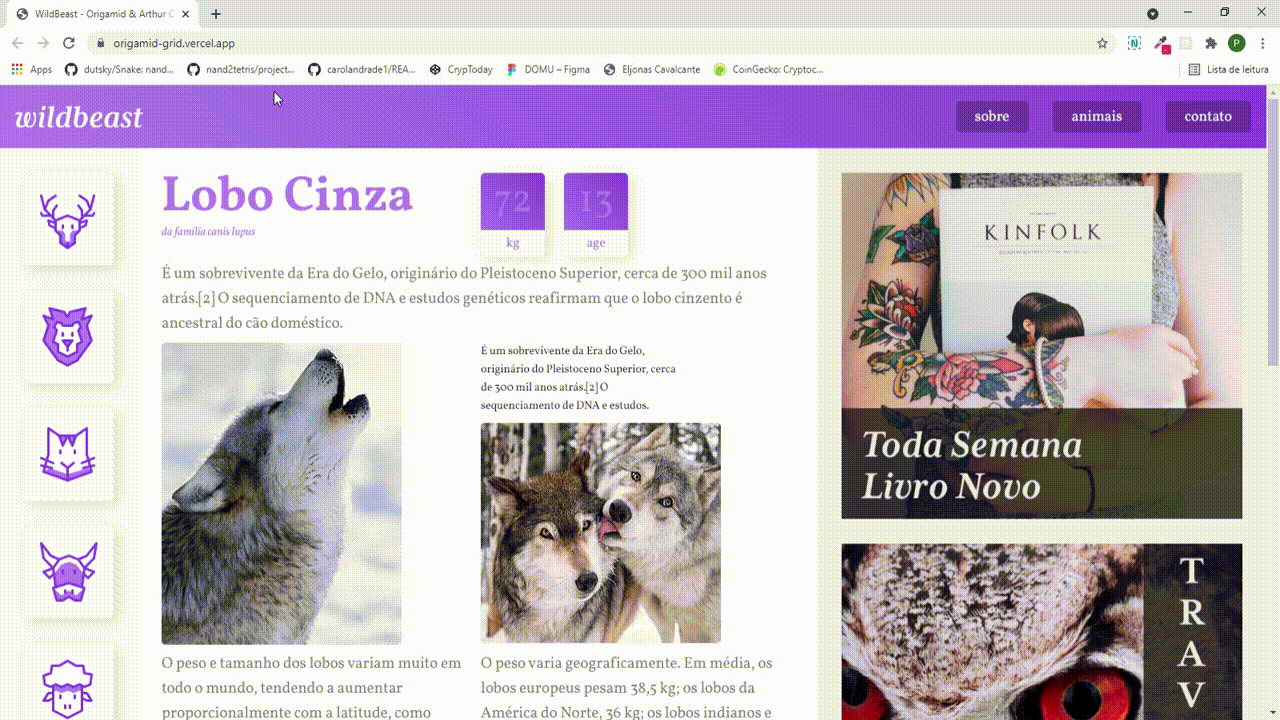 WildBeast - Origamid & Arthur C
origamid-grid.vercel.app
P
Apps
dutsky/Snake: nand...
nand2tetris/project...
carolandrade1/REA...
CrypToday
DOMU – Figma
Eljonas Cavalcante
CoinGecko: Cryptoc...
Lista de leitura
wildbeast
sobre
animais
contato
Lobo Cinza
da família canis lupus
72
kg
13
age
É um sobrevivente da Era do Gelo, originário do Pleistoceno Superior, cerca de 300 mil anos
atrás.[2] O sequenciamento de DNA e estudos genéticos reafirmam que o lobo cinzento é
ancestral do cão doméstico.
É um sobrevivente da Era do Gelo,
originário do Pleistoceno Superior, cerca
de 300 mil anos atrás.[2] O
sequenciamento de DNA e estudos.
O peso e tamanho dos lobos variam muito em
todo o mundo, tendendo a aumentar
proporcionalmente com a latitude, como
O peso varia geograficamente. Em média, os
lobos europeus pesam 38,5 kg; os lobos da
América do Norte, 36 kg; os lobos indianos e
KINFOLK
Toda Semana
Livro Novo
T
R
A
V